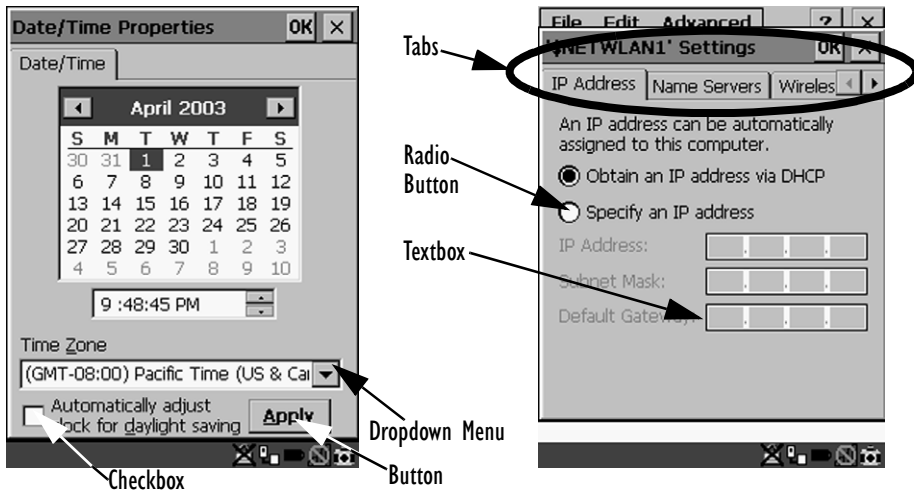 Date/Time Properties OK ×
Date/Time
April 2003
S M T W T F S
30 31 1 2 3 4 5
6 7 8 9 10 11 12
13 14 15 16 17 18 19
20 21 22 23 24 25 26
27 28 29 30 1 2 3
4 5 6 7 8 9 10
9 :48:45 PM
Time Zone
(GMT-08:00) Pacific Time (US & Ca
Automatically adjust
clock for daylight saving
Apply
Checkbox
Button
Dropdown Menu
Tabs
Radio
Button
Textbox
File Edit Advanced ? ×
'$NETWLAN1' Settings OK ×
IP Address Name Servers Wireles
An IP address can be automatically
assigned to this computer.
Obtain an IP address via DHCP
Specify an IP address
IP Address: . . .
Subnet Mask: . . .
Default Gateway: . . .